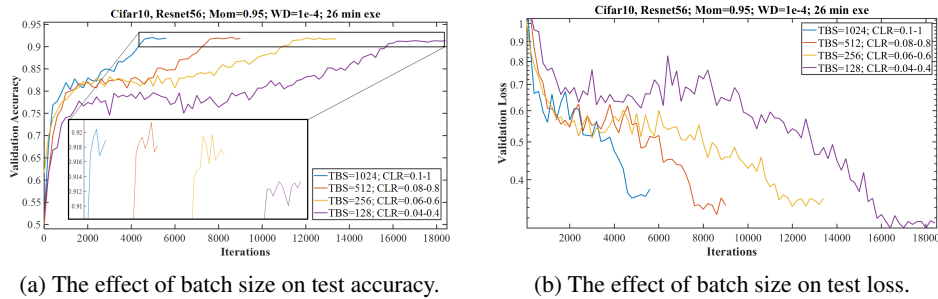 Cifar10, Resnet56; Mom=0.95; WD=1e-4; 26 min exe
Validation Accuracy
0.95
0.9
0.85
0.8
0.75
0.7
0.65
0.6
0.55
0.5
0.92
0.917
0.914
0.911
TBS=1024; CLR=0.1-1
TBS=512; CLR=0.08-0.8
TBS=256; CLR=0.06-0.6
TBS=128; CLR=0.04-0.4
0 2000 4000 6000 8000 10000 12000 14000 16000 18000
Iterations
(a) The effect of batch size on test accuracy.
Cifar10, Resnet56; Mom=0.95, WD=1e-4; 26 min exe
Validation Loss
1
0.9
0.8
0.7
0.6
0.5
0.4
TBS=1024; CLR=0.1-1
TBS=512; CLR=0.08-0.8
TBS=256; CLR=0.06-0.6
TBS=128; CLR=0.04-0.4
2000 4000 6000 8000 10000 12000 14000 16000 18000
Iterations
(b) The effect of batch size on test loss.